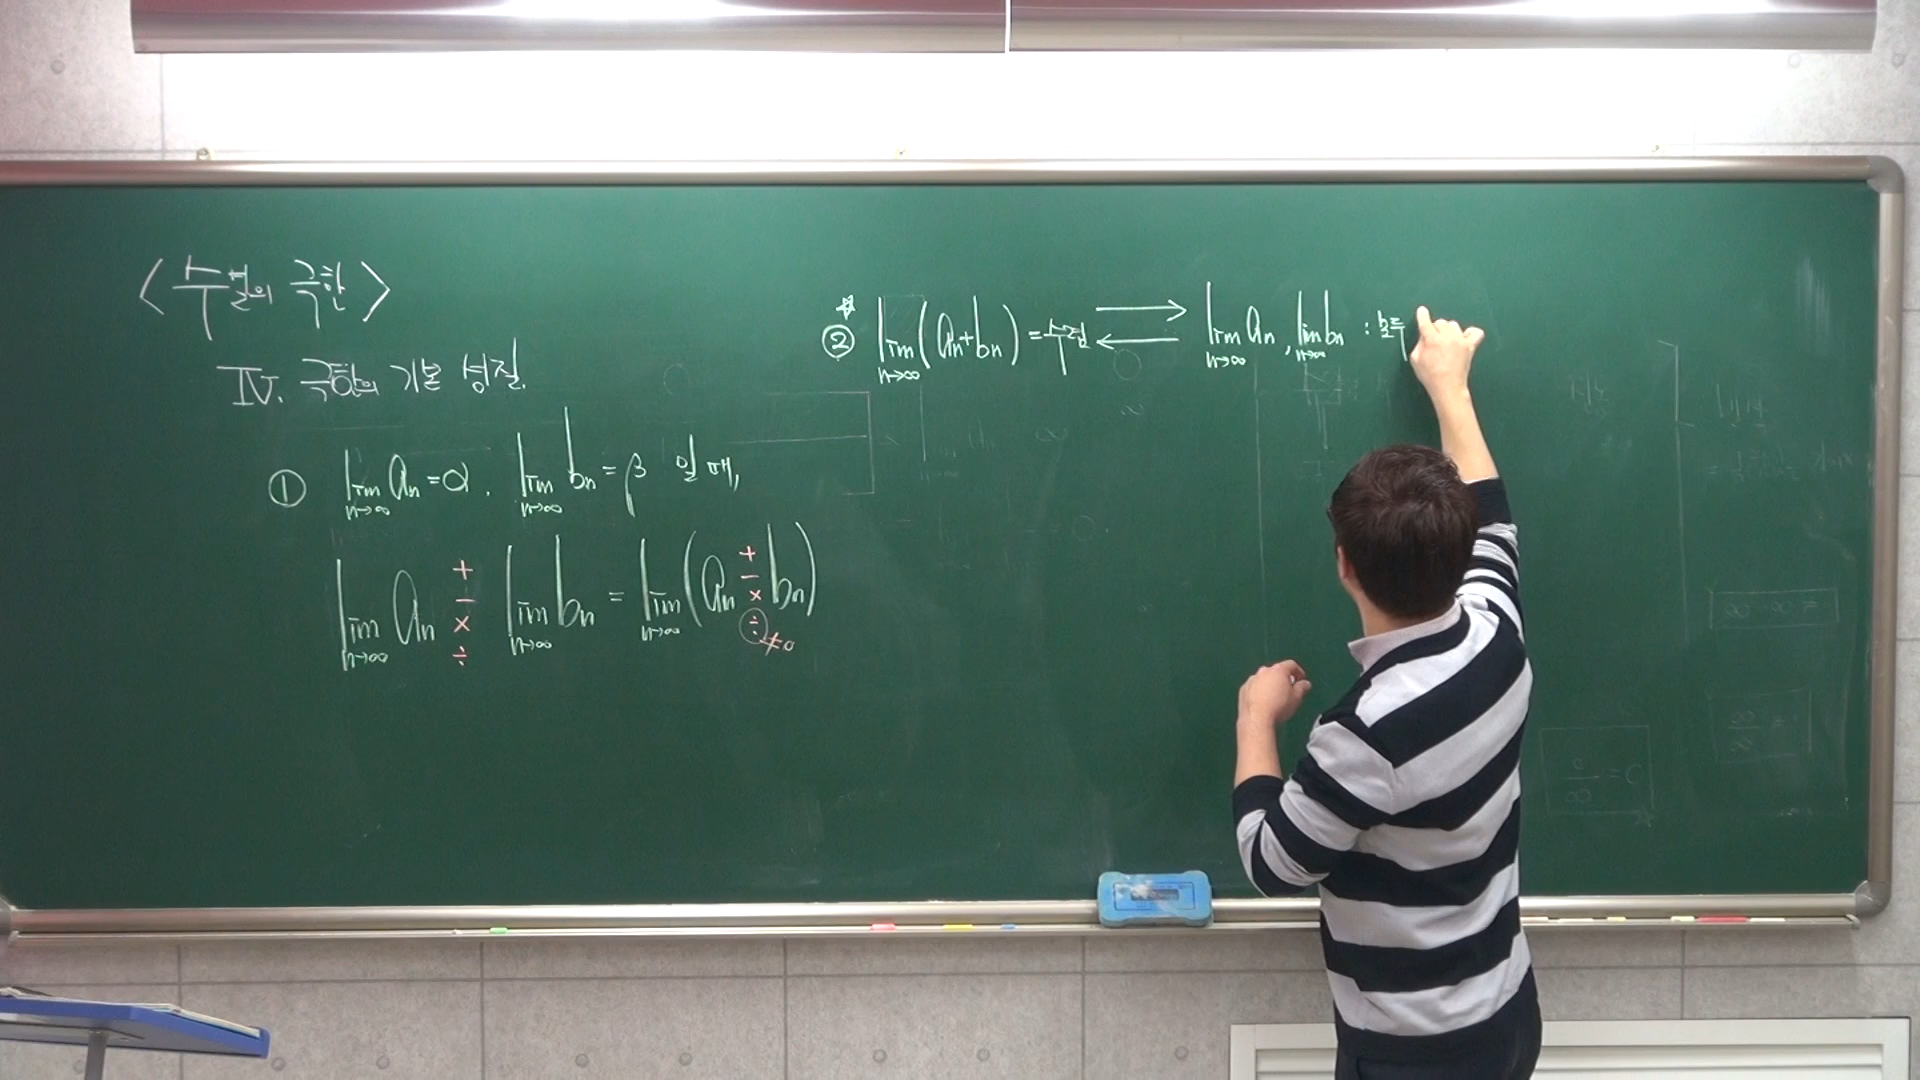 <수열의 극한>
IV. 극한의 기본 성질.
① lim n→∞ an = α, lim n→∞ bn = β 일 때,
lim n→∞ an + - × ÷ lim n→∞ bn = lim n→∞ (an + - × ÷ bn) ≠0
☆ ② lim n→∞ (an+bn) = 수렴 → ← lim n→∞ an, lim n→∞ bn :